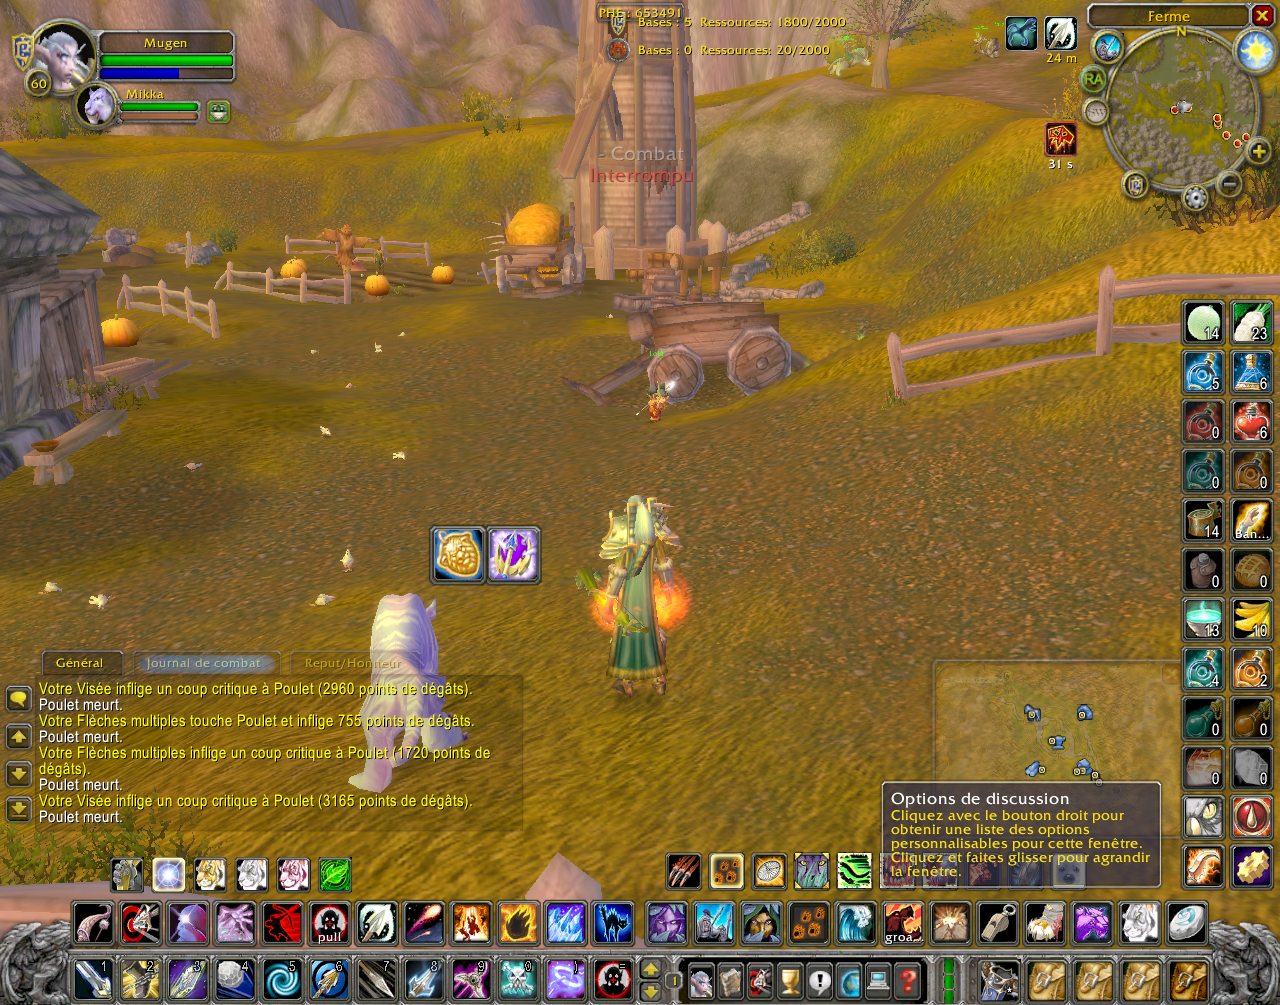 PHE : 653491
Bases : 5 Ressources: 1800/2000
Bases : 0 Ressources: 20/2000
Mugen
60
Mikka
24 m
Ferme
N
RA
31 s
- Combat
Interrompu
14
23
5
6
0
6
0
0
14
Ban...
0
0
13
10
4
2
0
0
0
0
Général
Journal de combat
Reput/Honneur
Votre Visée inflige un coup critique à Poulet (2960 points de dégâts).
Poulet meurt.
Votre Flèches multiples touche Poulet et inflige 755 points de dégâts.
Poulet meurt.
Votre Flèches multiples inflige un coup critique à Poulet (1720 points de
dégâts).
Poulet meurt.
Votre Visée inflige un coup critique à Poulet (3165 points de dégâts).
Poulet meurt.
Options de discussion
Cliquez avec le bouton droit pour
obtenir une liste des options
personnalisables pour cette fenêtre.
Cliquez et faites glisser pour agrandir
la fenêtre.
pull
groa...
1
2
3
4
5
6
7
8
9
0
)
=
1